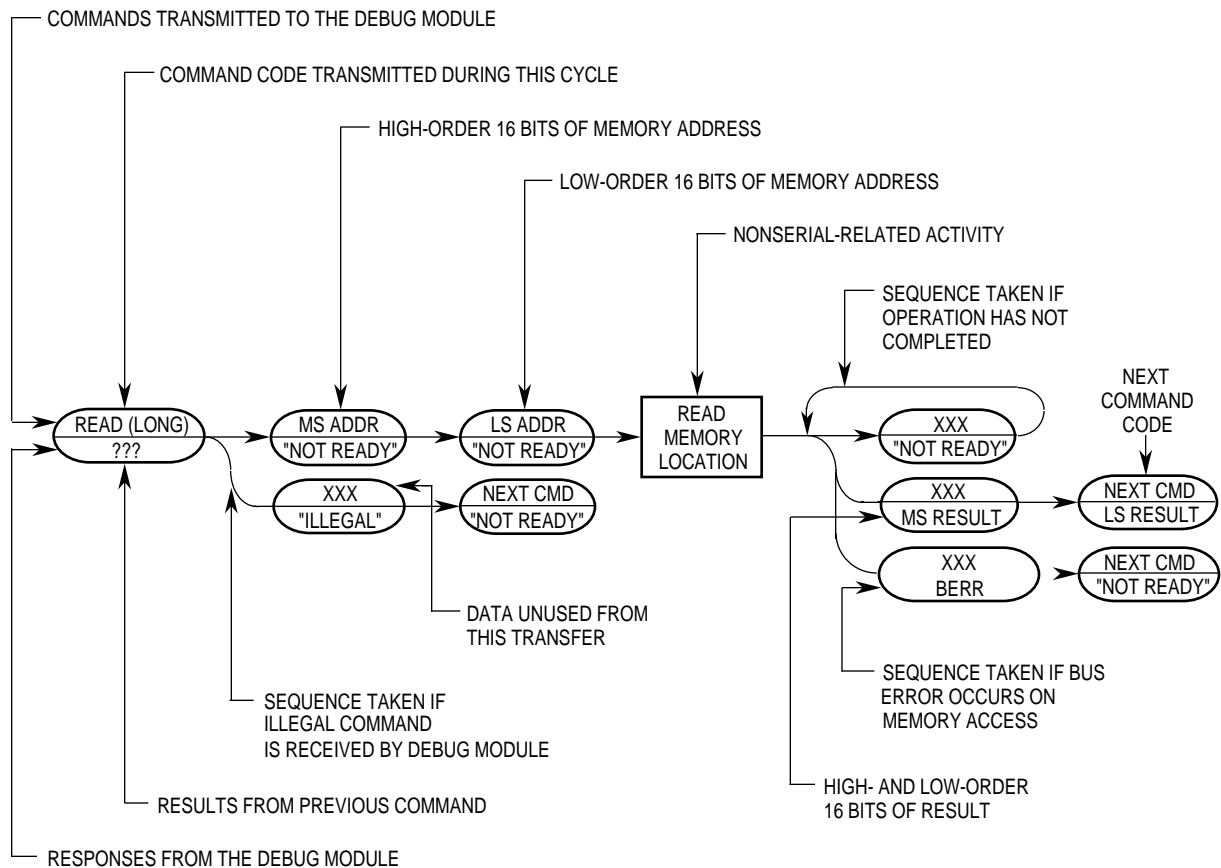 COMMANDS TRANSMITTED TO THE DEBUG MODULE
COMMAND CODE TRANSMITTED DURING THIS CYCLE
HIGH-ORDER 16 BITS OF MEMORY ADDRESS
LOW-ORDER 16 BITS OF MEMORY ADDRESS
NONSERIAL-RELATED ACTIVITY
SEQUENCE TAKEN IF
OPERATION HAS NOT
COMPLETED
NEXT
COMMAND
CODE
READ (LONG)
???
MS ADDR
"NOT READY"
LS ADDR
"NOT READY"
READ
MEMORY
LOCATION
XXX
"NOT READY"
XXX
"ILLEGAL"
NEXT CMD
"NOT READY"
XXX
MS RESULT
NEXT CMD
LS RESULT
XXX
BERR
NEXT CMD
"NOT READY"
DATA UNUSED FROM
THIS TRANSFER
SEQUENCE TAKEN IF
ILLEGAL COMMAND
IS RECEIVED BY DEBUG MODULE
SEQUENCE TAKEN IF BUS
ERROR OCCURS ON
MEMORY ACCESS
HIGH- AND LOW-ORDER
16 BITS OF RESULT
RESULTS FROM PREVIOUS COMMAND
RESPONSES FROM THE DEBUG MODULE